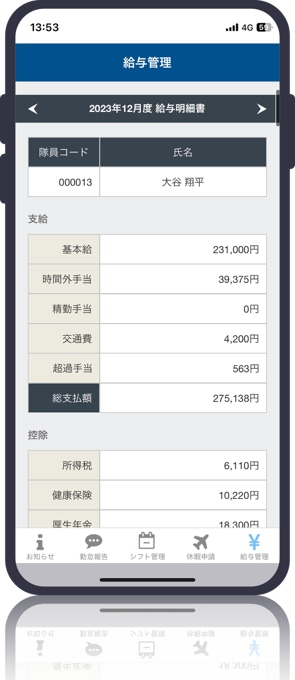 13:53
4G
給与管理
2023年12月度 給与明細書
隊員コード 氏名
000013 大谷 翔平
支給
基本給 231,000円
時間外手当 39,375円
精勤手当 0円
交通費 4,200円
超過手当 563円
総支払額 275,138円
控除
所得税 6,110円
健康保険 10,220円
厚生年金 18,300円
お知らせ 勤怠報告 シフト管理 休暇申請 給与管理